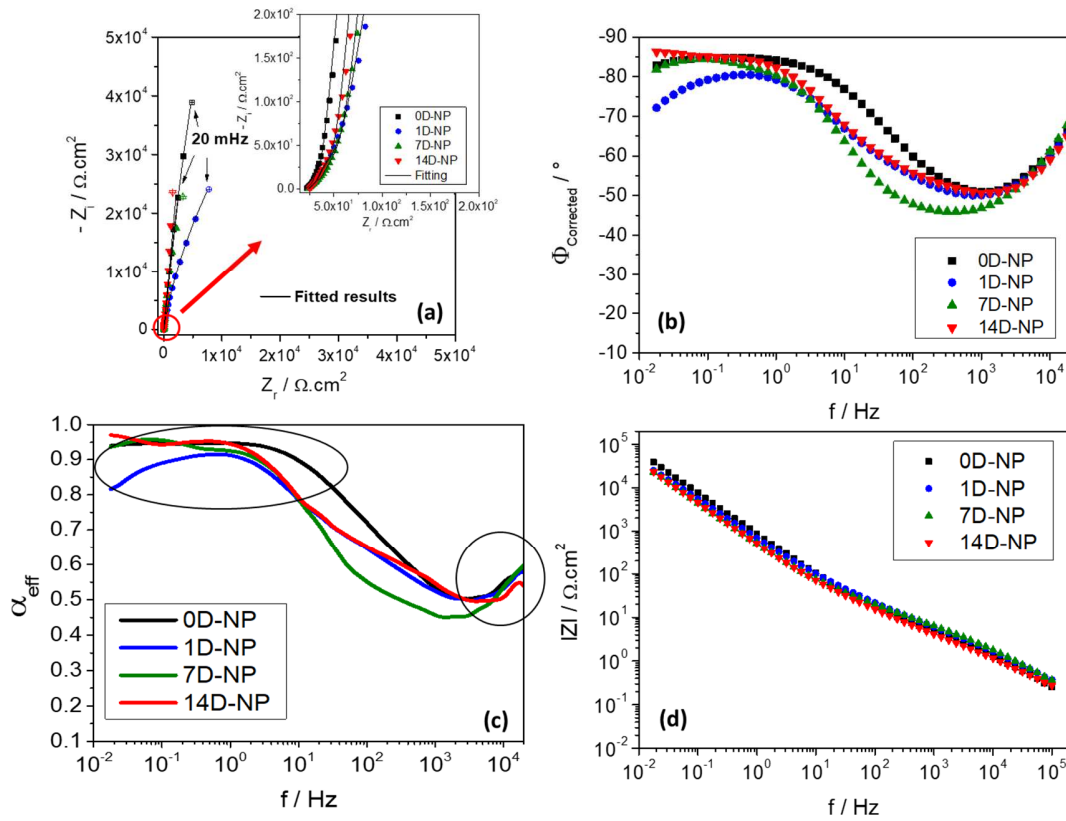 (a)
5x10⁴
4x10⁴
3x10⁴
2x10⁴
1x10⁴
0
- Zᵢ / Ω.cm²
0
1x10⁴
2x10⁴
3x10⁴
4x10⁴
5x10⁴
Zᵣ / Ω.cm²
20 mHz
Fitted results
2.0x10²
1.5x10²
1.0x10²
5.0x10¹
0.0
- Zᵢ / Ω.cm²
5.0x10¹
1.0x10²
1.5x10²
2.0x10²
Zᵣ / Ω.cm²
0D-NP
1D-NP
7D-NP
14D-NP
Fitting
(b)
-90
-80
-70
-60
-50
-40
-30
-20
-10
Φ_Corrected / °
10⁻²
10⁻¹
10⁰
10¹
10²
10³
10⁴
f / Hz
0D-NP
1D-NP
7D-NP
14D-NP
(c)
1.0
0.9
0.8
0.7
0.6
0.5
0.4
0.3
0.2
0.1
α_eff
10⁻²
10⁻¹
10⁰
10¹
10²
10³
10⁴
f / Hz
0D-NP
1D-NP
7D-NP
14D-NP
(d)
10⁵
10⁴
10³
10²
10¹
10⁰
10⁻¹
10⁻²
|Z| / Ω.cm²
10⁻²
10⁻¹
10⁰
10¹
10²
10³
10⁴
10⁵
f / Hz
0D-NP
1D-NP
7D-NP
14D-NP